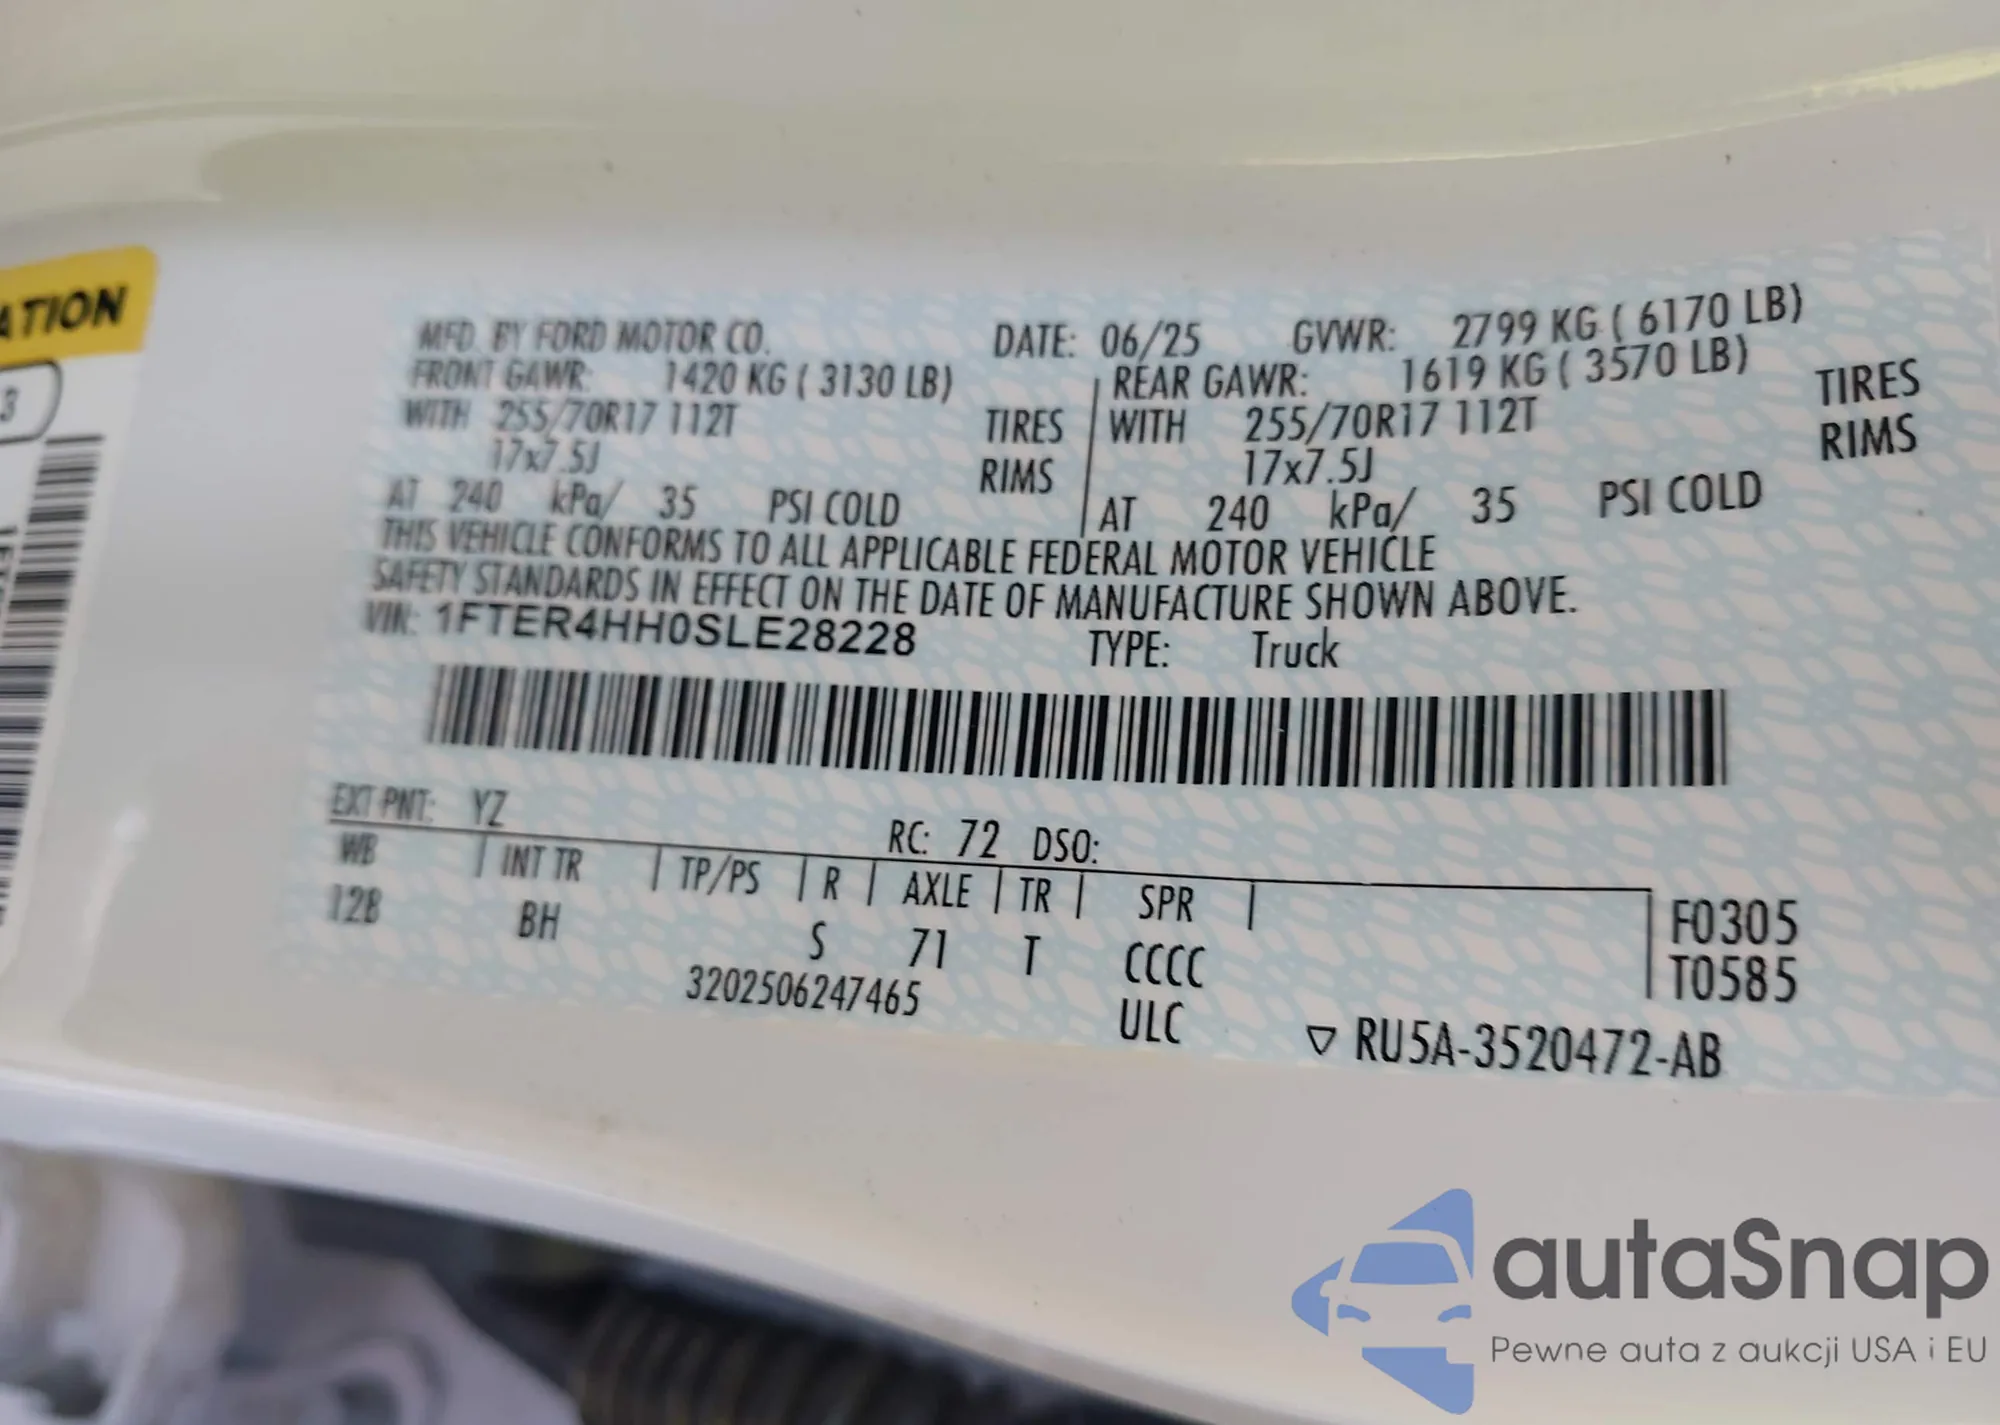 ATION
3
MFD. BY FORD MOTOR CO. DATE: 06/25 GVWR: 2799 KG ( 6170 LB)
FRONT GAWR: 1420 KG ( 3130 LB) REAR GAWR: 1619 KG ( 3570 LB)
WITH 255/70R17 112T TIRES WITH 255/70R17 112T TIRES
17x7.5J RIMS 17x7.5J RIMS
AT 240 kPa/ 35 PSI COLD AT 240 kPa/ 35 PSI COLD
THIS VEHICLE CONFORMS TO ALL APPLICABLE FEDERAL MOTOR VEHICLE
SAFETY STANDARDS IN EFFECT ON THE DATE OF MANUFACTURE SHOWN ABOVE.
VIN: 1FTER4HH0SLE28228 TYPE: Truck
EXT PNT: YZ RC: 72 DSO:
WB INT TR TP/PS R AXLE TR SPR F0305
12B BH S 71 T CCCC T0585
3202506247465 ULC ▽ RU5A-3520472-AB
autaSnap
Pewne auta z aukcji USA i EU